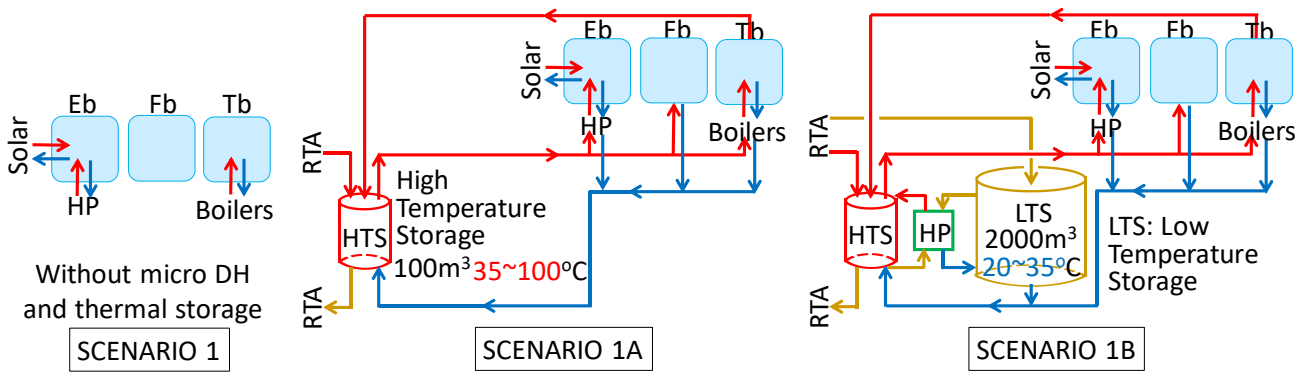 Eb Fb Tb
Solar
HP
Boilers
Without micro DH
and thermal storage
SCENARIO 1
Eb Fb Tb
Solar
HP
Boilers
RTA
High
Temperature
Storage
HTS
100m³ 35~100ºC
RTA
SCENARIO 1A
Eb Fb Tb
Solar
HP
Boilers
RTA
HTS
HP
LTS
2000m³
20~35ºC
LTS: Low
Temperature
Storage
RTA
SCENARIO 1B